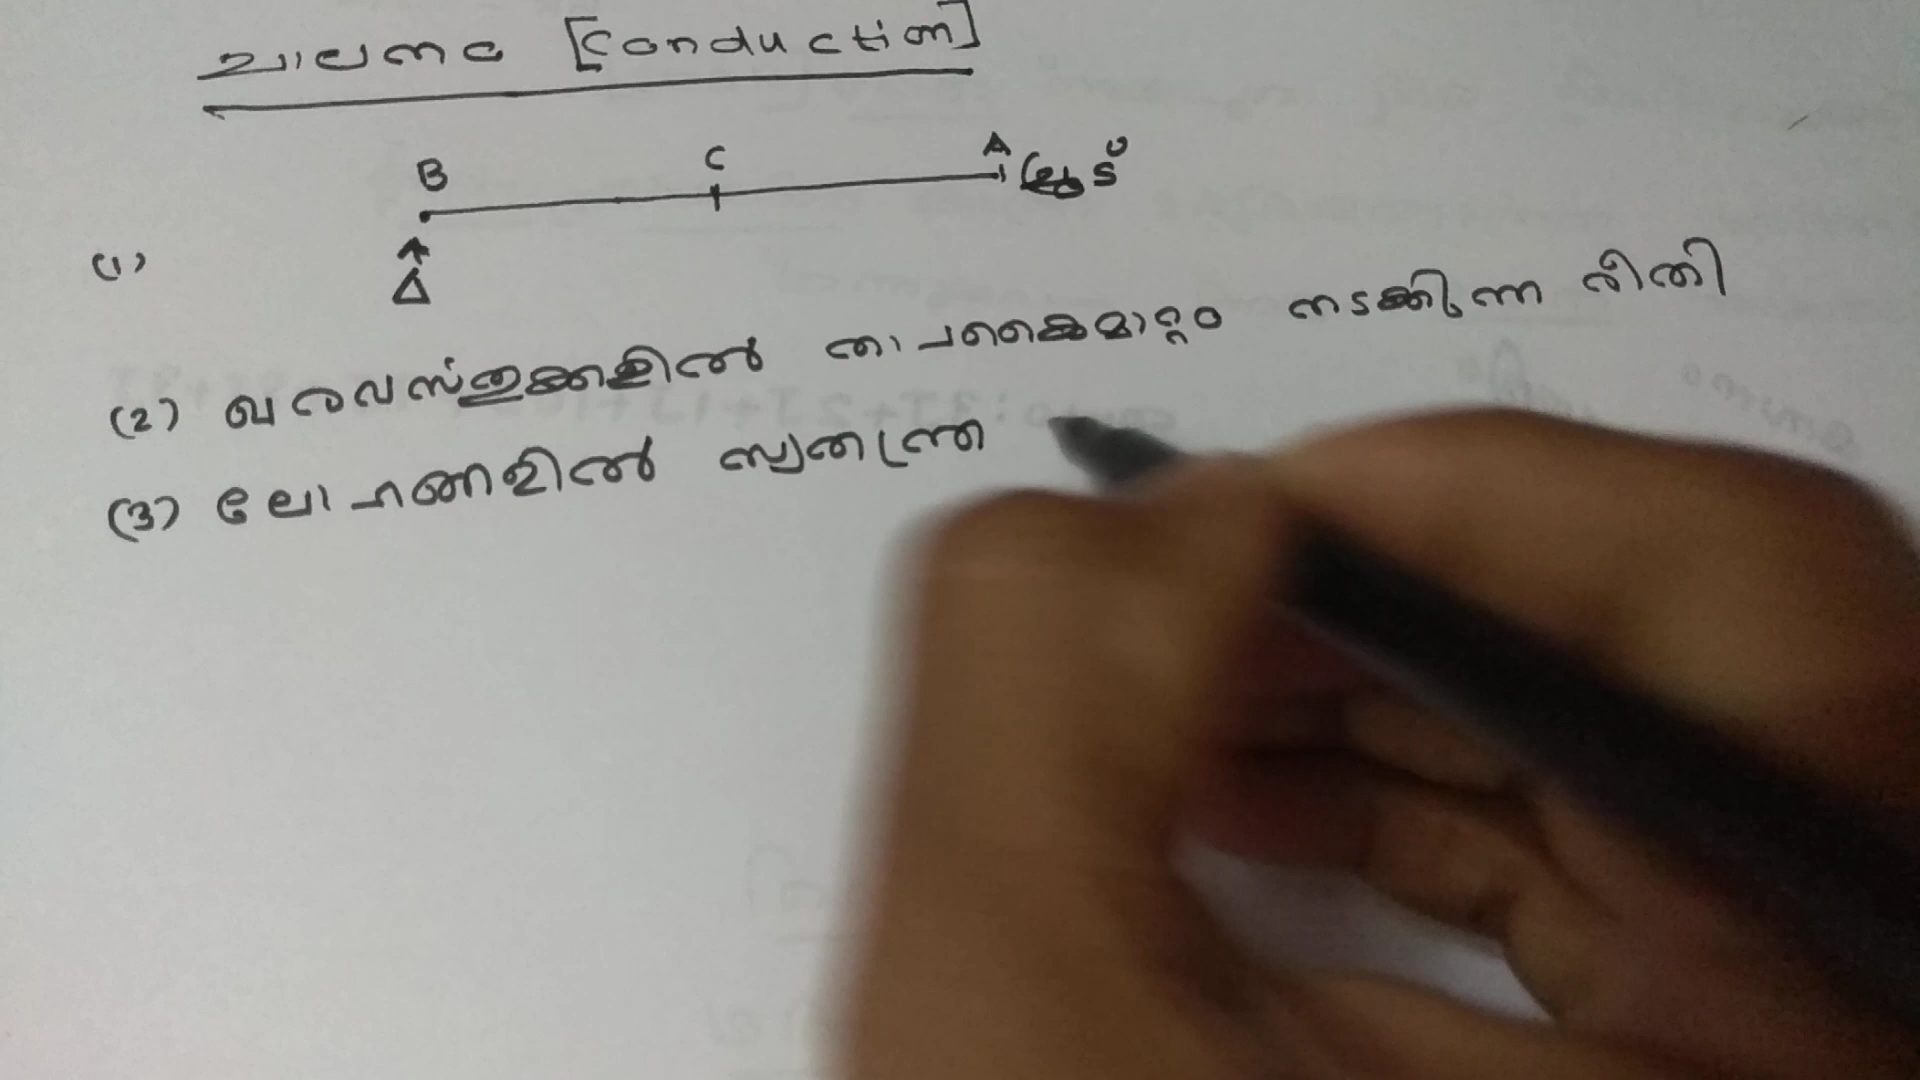 ചാലനം [Conduction]
B C A ചൂട്
(1)
(2) ഖരവസ്തുക്കളിൽ താപകൈമാറ്റം നടക്കുന്ന രീതി
(3) ലോഹങ്ങളിൽ സ്വതന്ത്ര